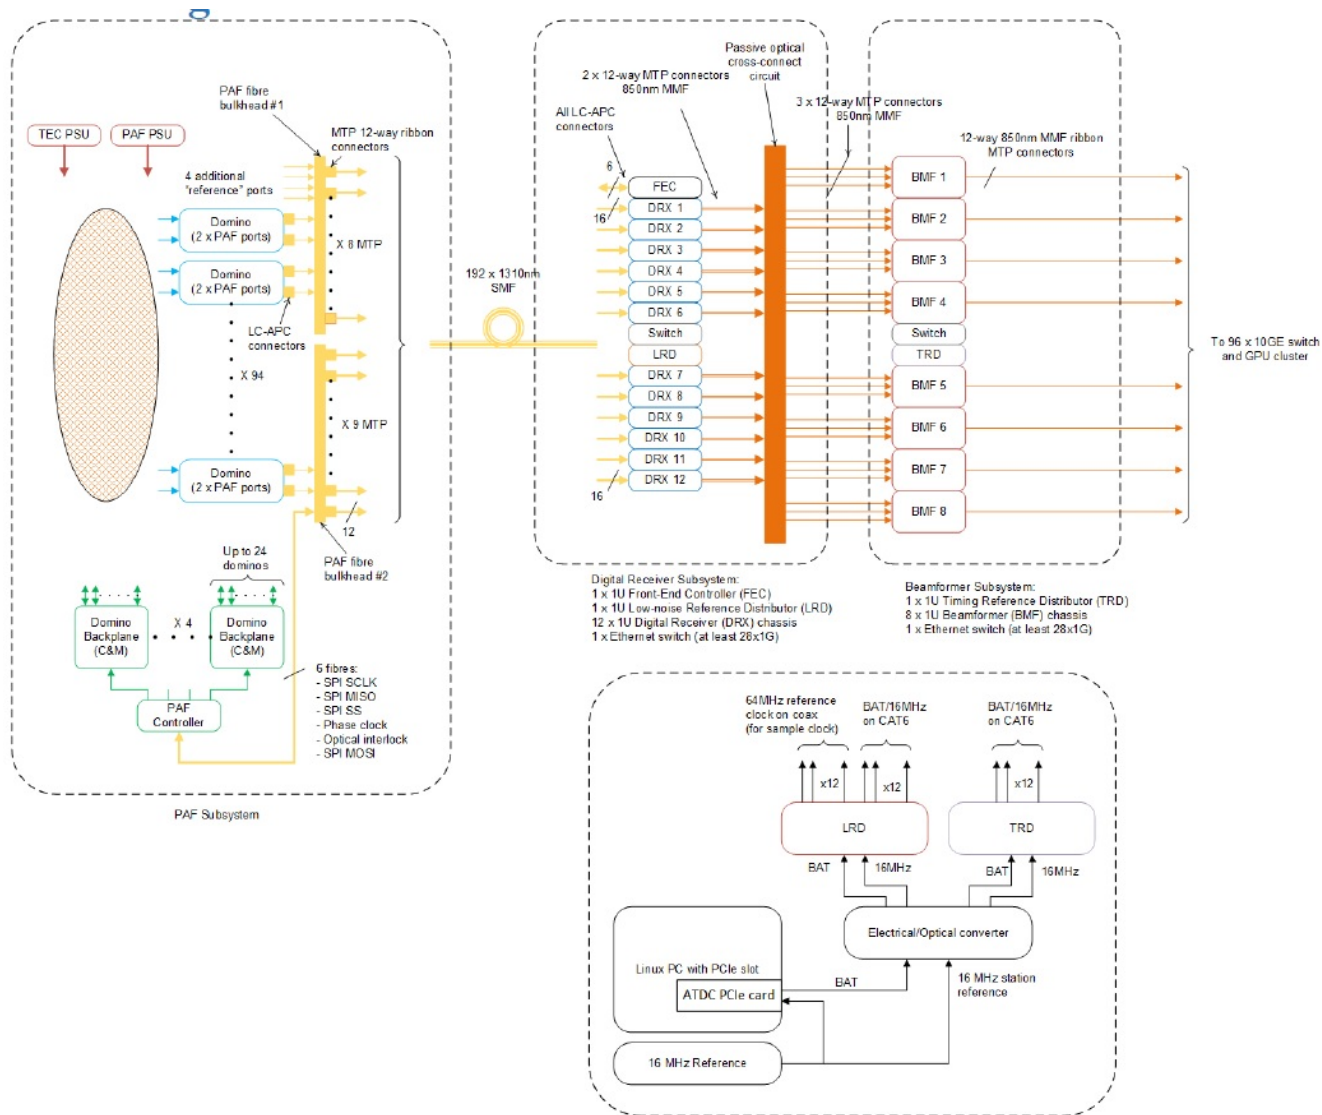 PAF fibre
bulkhead #1
MTP 12-way ribbon
connectors
TEC PSU
PAF PSU
4 additional
"reference" ports
Domino
(2 x PAF ports)
Domino
(2 x PAF ports)
X 8 MTP
LC-APC
connectors
X 94
X 9 MTP
Domino
(2 x PAF ports)
12
PAF fibre
bulkhead #2
Up to 24
dominos
Domino
Backplane
(C&M)
X 4
Domino
Backplane
(C&M)
PAF
Controller
6 fibres:
- SPI SCLK
- SPI MISO
- SPI SS
- Phase clock
- Optical interlock
- SPI MOSI
PAF Subsystem
192 x 1310nm
SMF
All LC-APC
connectors
2 x 12-way MTP connectors
850nm MMF
Passive optical
cross-connect
circuit
3 x 12-way MTP connectors
850nm MMF
12-way 850nm MMF ribbon
MTP connectors
6
16
FEC
DRX 1
DRX 2
DRX 3
DRX 4
DRX 5
DRX 6
Switch
LRD
DRX 7
DRX 8
DRX 9
DRX 10
DRX 11
DRX 12
16
BMF 1
BMF 2
BMF 3
BMF 4
Switch
TRD
BMF 5
BMF 6
BMF 7
BMF 8
To 96 x 10GE switch
and GPU cluster
Digital Receiver Subsystem:
1 x 1U Front-End Controller (FEC)
1 x 1U Low-noise Reference Distributor (LRD)
12 x 1U Digital Receiver (DRX) chassis
1 x Ethernet switch (at least 28x1G)
Beamformer Subsystem:
1 x 1U Timing Reference Distributor (TRD)
8 x 1U Beamformer (BMF) chassis
1 x Ethernet switch (at least 28x1G)
64MHz reference
clock on coax
(for sample clock)
BAT/16MHz
on CAT6
BAT/16MHz
on CAT6
x12
x12
x12
LRD
TRD
BAT
16MHz
BAT
16MHz
Electrical/Optical converter
Linux PC with PCIe slot
ATDC PCIe card
BAT
16 MHz station
reference
16 MHz Reference